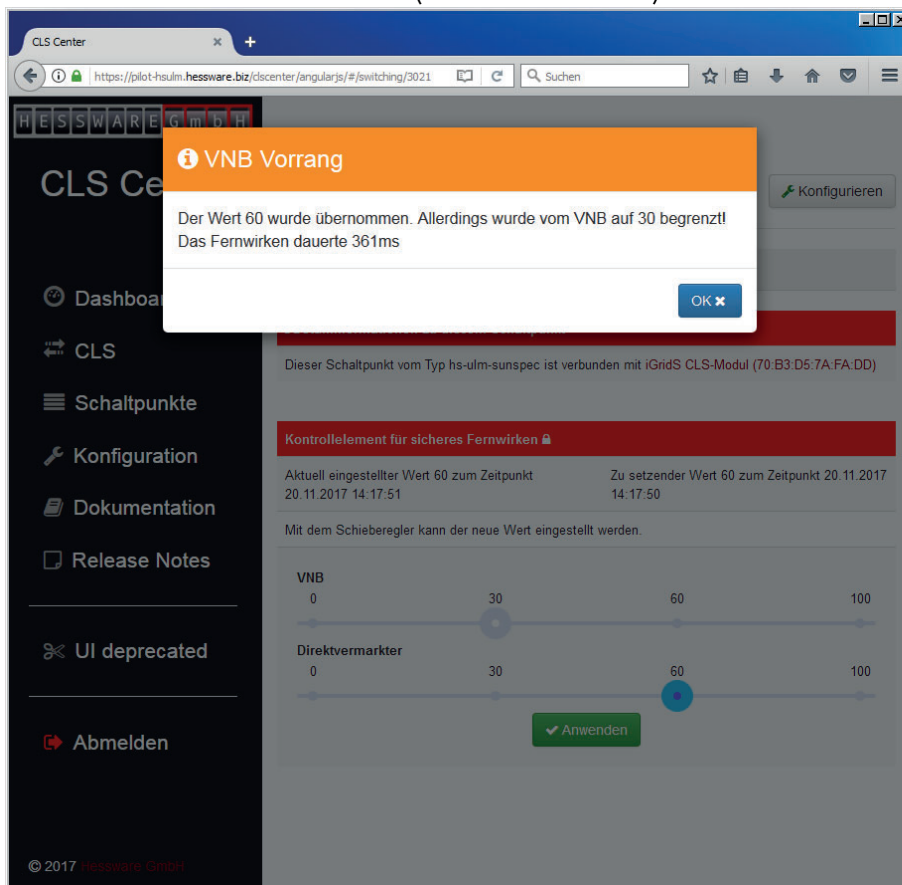 CLS Center
https://pilot-hsulm.hessware.biz/clscenter/angularjs/#/switching/3021
Suchen
HESSWARE GmbH
CLS Ce
VNB Vorrang
Konfigurieren
Der Wert 60 wurde übernommen. Allerdings wurde vom VNB auf 30 begrenzt!
Das Fernwirken dauerte 361ms
OK
Dashboar
CLS
Schaltpunkte
Konfiguration
Dokumentation
Release Notes
UI deprecated
Abmelden
© 2017 Hessware GmbH
Dieser Schaltpunkt vom Typ hs-ulm-sunspec ist verbunden mit iGridS CLS-Modul (70:B3:D5:7A:FA:DD)
Kontrollelement für sicheres Fernwirken
Aktuell eingestellter Wert 60 zum Zeitpunkt
20.11.2017 14:17:51
Zu setzender Wert 60 zum Zeitpunkt 20.11.2017
14:17:50
Mit dem Schieberegler kann der neue Wert eingestellt werden.
VNB
0 30 60 100
Direktvermarkter
0 30 60 100
Anwenden